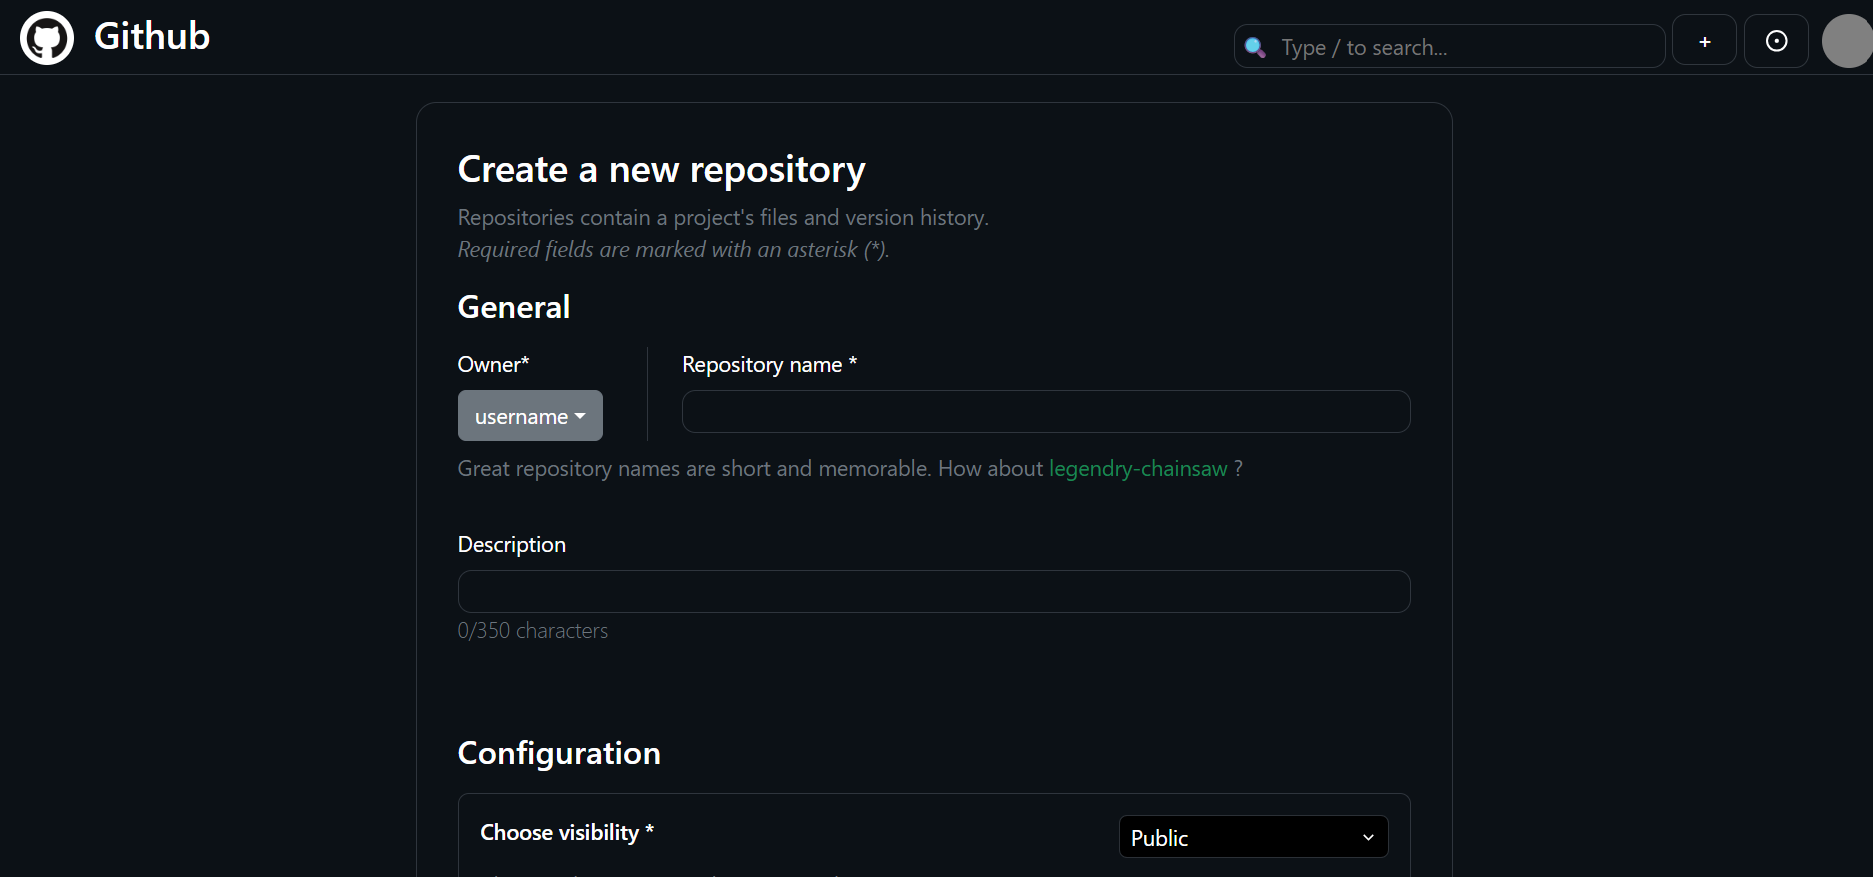 Github
Type / to search...
+
Create a new repository
Repositories contain a project's files and version history.
Required fields are marked with an asterisk (*).
General
Owner*
Repository name *
username
Great repository names are short and memorable. How about legendry-chainsaw ?
Description
0/350 characters
Configuration
Choose visibility *
Public